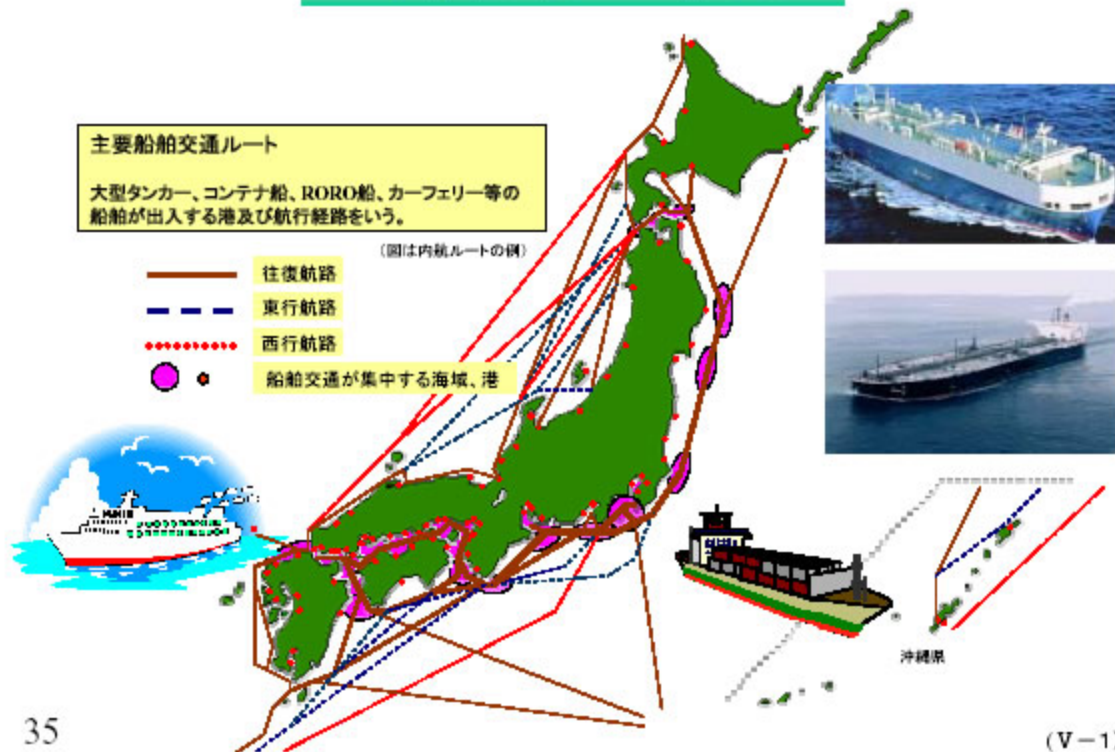 主要船舶交通ルート
大型タンカー、コンテナ船、RORO船、カーフェリー等の
船舶が出入する港及び航行経路をいう。
(図は内航ルートの例)
往復航路
東行航路
西行航路
船舶交通が集中する海域、港
沖縄県
35
(V－1